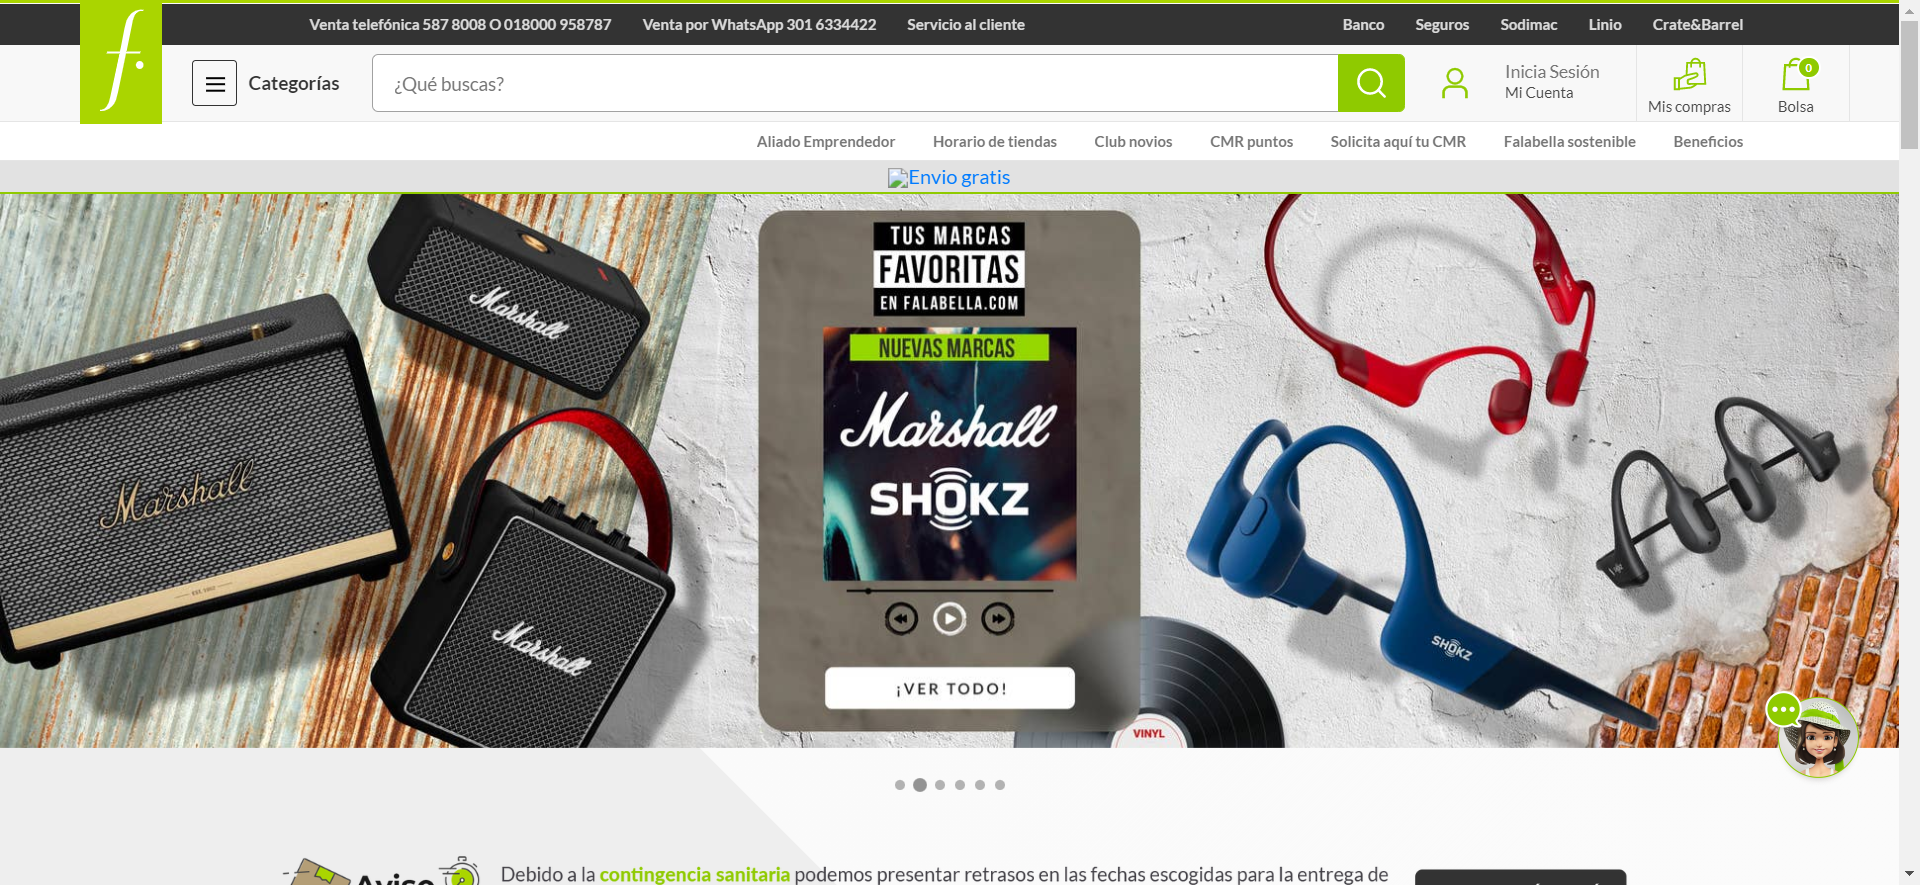 Venta telefónica 587 8008 O 018000 958787
Venta por WhatsApp 301 6334422
Servicio al cliente
Banco
Seguros
Sodimac
Linio
Crate&Barrel
f.
Categorías
¿Qué buscas?
Inicia Sesión
Mi Cuenta
Mis compras
0
Bolsa
Aliado Emprendedor
Horario de tiendas
Club novios
CMR puntos
Solicita aquí tu CMR
Falabella sostenible
Beneficios
Envio gratis
TUS MARCAS
FAVORITAS
EN FALABELLA.COM
NUEVAS MARCAS
Marshall
SHOKZ
¡VER TODO!
Marshall
Marshall
EST. 1962
Marshall
SHOKZ
VINYL
Aviso
Debido a la contingencia sanitaria podemos presentar retrasos en las fechas escogidas para la entrega de